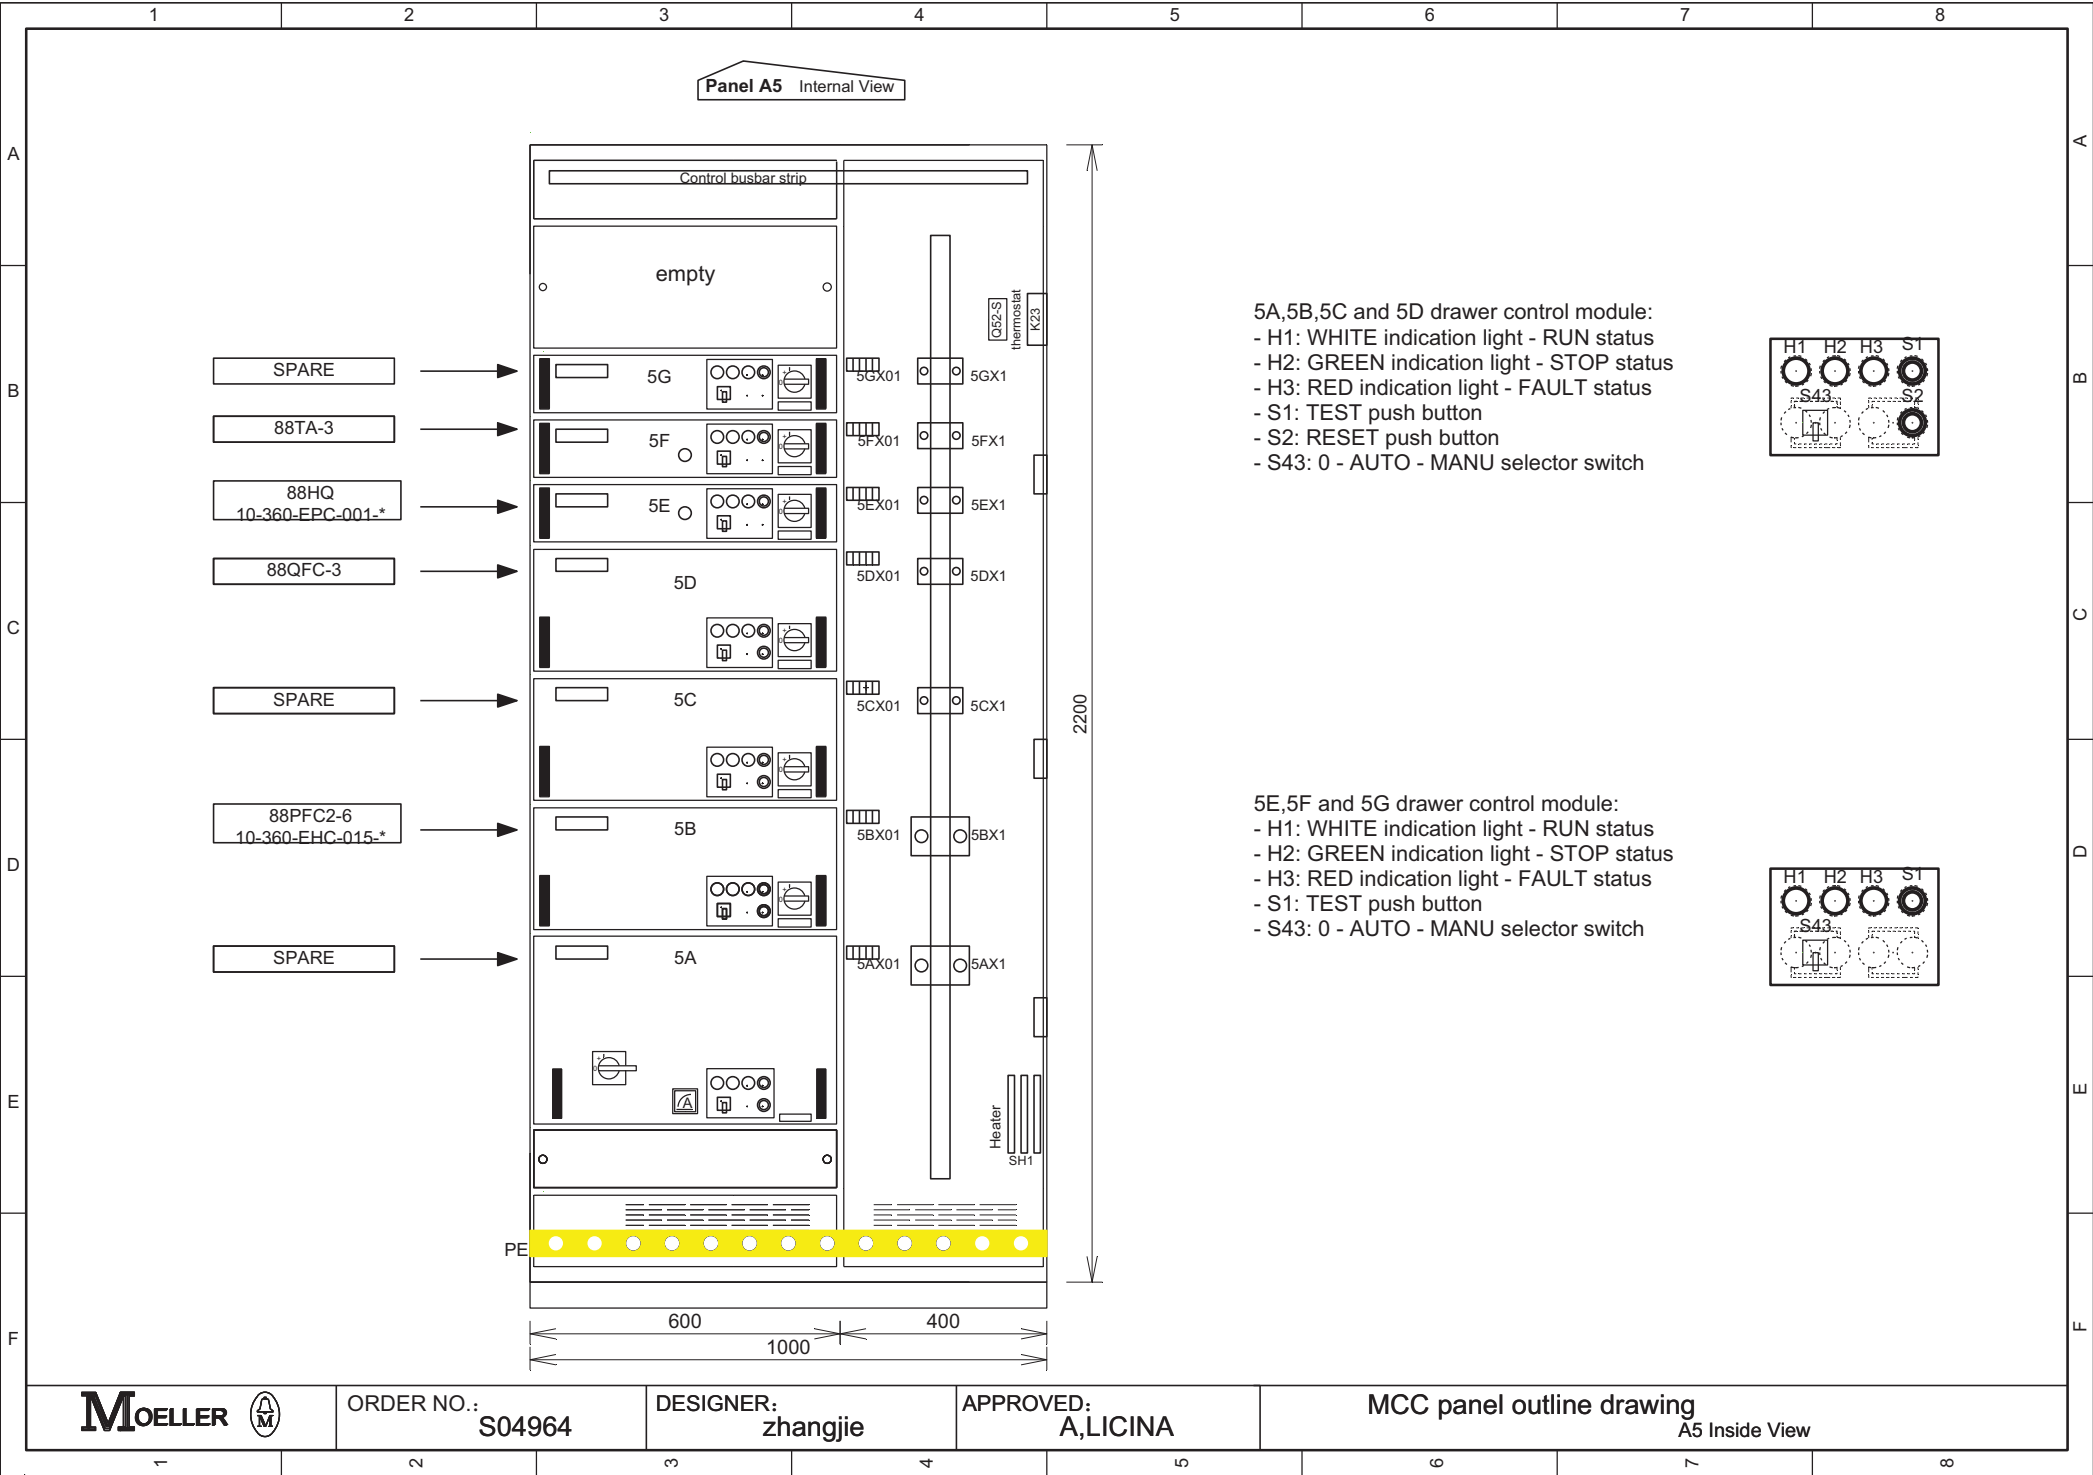 1 2 3 4 5 6 7 8
Panel A5 Internal View
A A
Control busbar strip
empty
Q52-S
thermostat
K23
B B
SPARE
5G
5GX01 5GX1
88TA-3
5F
5FX01 5FX1
88HQ
10-360-EPC-001-*
5E
5EX01 5EX1
88QFC-3
5D
5DX01 5DX1
C C
SPARE
5C
5CX01 5CX1
2200
88PFC2-6
10-360-EHC-015-*
5B
5BX01 5BX1
D D
SPARE
5A
5AX01 5AX1
A
Heater
SH1
E E
PE
600 400
1000
F F
5A,5B,5C and 5D drawer control module:
- H1: WHITE indication light - RUN status
- H2: GREEN indication light - STOP status
- H3: RED indication light - FAULT status
- S1: TEST push button
- S2: RESET push button
- S43: 0 - AUTO - MANU selector switch
H1 H2 H3 S1
S43 S2
5E,5F and 5G drawer control module:
- H1: WHITE indication light - RUN status
- H2: GREEN indication light - STOP status
- H3: RED indication light - FAULT status
- S1: TEST push button
- S43: 0 - AUTO - MANU selector switch
H1 H2 H3 S1
S43
MOELLER M
ORDER NO.:
S04964
DESIGNER:
zhangjie
APPROVED:
A,LICINA
MCC panel outline drawing
A5 Inside View
1 2 3 4 5 6 7 8